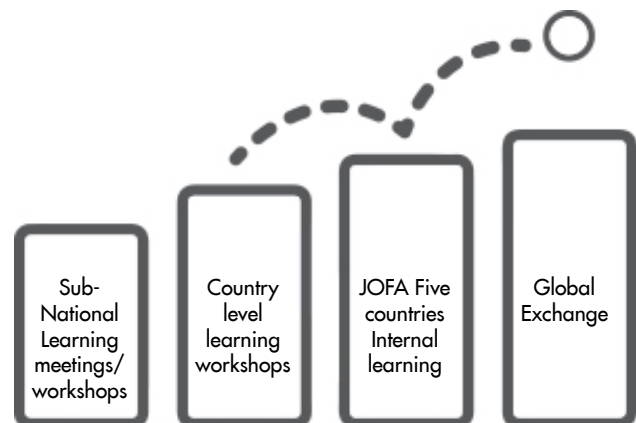 Sub-
National
Learning
meetings/
workshops
Country
level
learning
workshops
JOFA Five
countries
Internal
learning
Global
Exchange